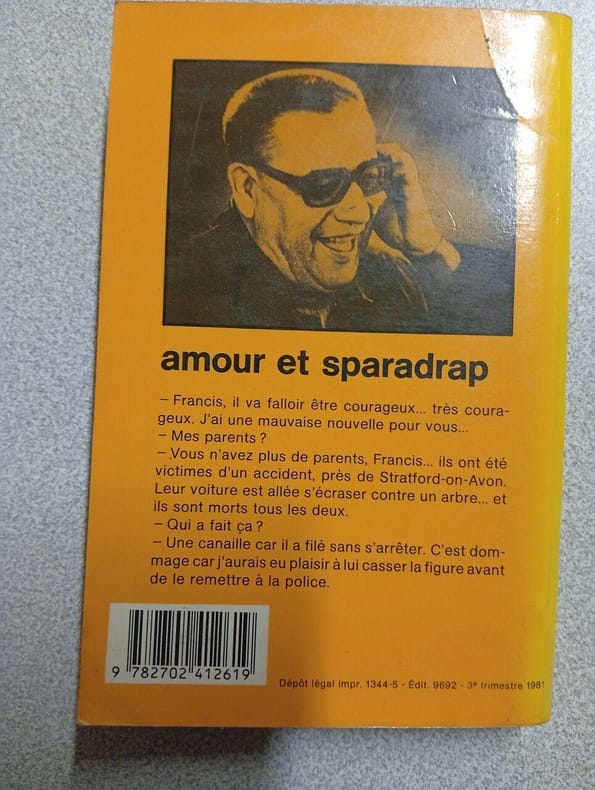 amour et sparadrap
– Francis, il va falloir être courageux... très coura-
geux. J'ai une mauvaise nouvelle pour vous...
– Mes parents ?
– Vous n'avez plus de parents, Francis... ils ont été
victimes d'un accident, près de Stratford-on-Avon.
Leur voiture est allée s'écraser contre un arbre... et
ils sont morts tous les deux.
– Qui a fait ça ?
– Une canaille car il a filé sans s'arrêter. C'est dom-
mage car j'aurais eu plaisir à lui casser la figure avant
de le remettre à la police.
9 782702 412619
Dépôt légal Impr. 1344-5 - Édit. 9692 - 3e trimestre 1981